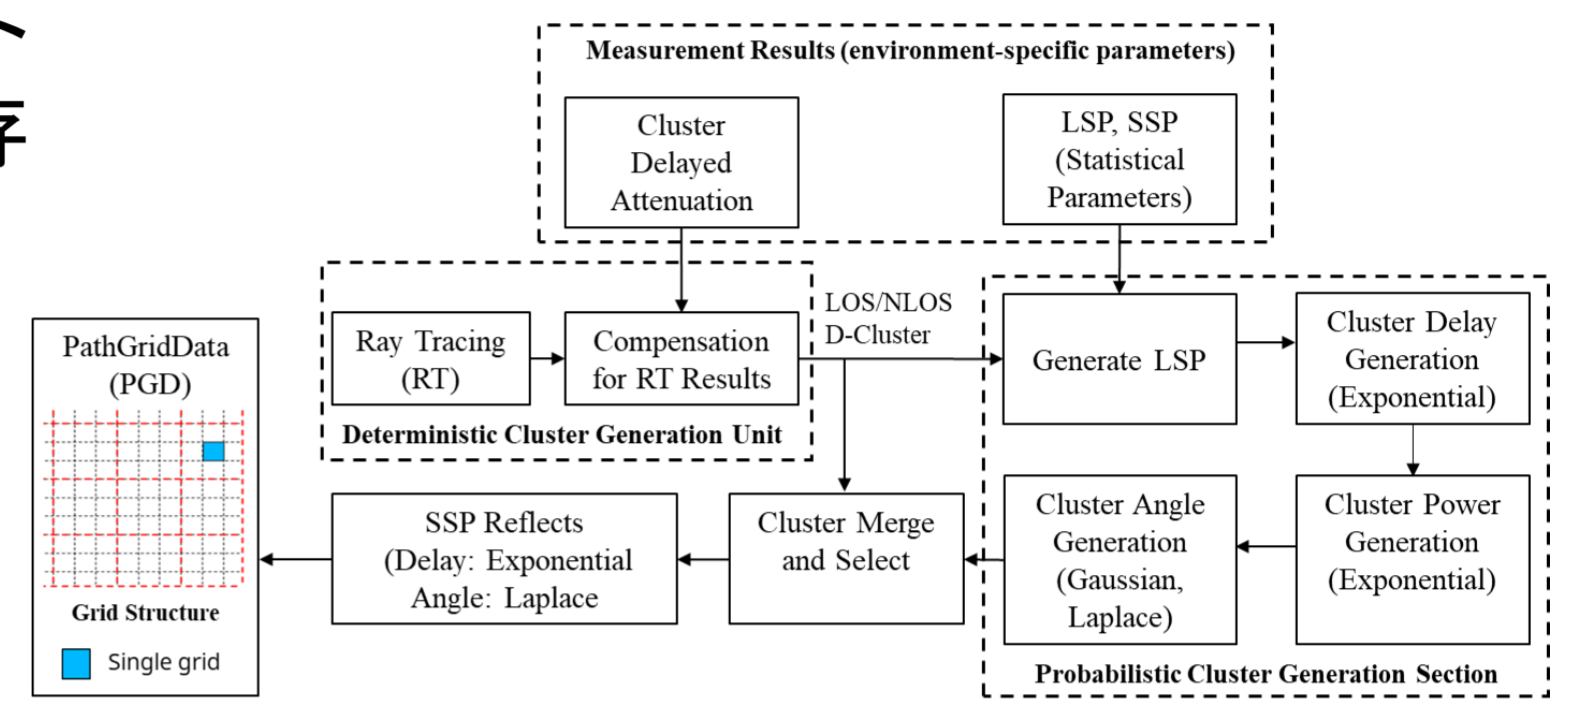 Measurement Results (environment-specific parameters)
Cluster
Delayed
Attenuation
LSP, SSP
(Statistical
Parameters)
LOS/NLOS
D-Cluster
Ray Tracing
(RT)
Compensation
for RT Results
Deterministic Cluster Generation Unit
Generate LSP
Cluster Delay
Generation
(Exponential)
Cluster Power
Generation
(Exponential)
Cluster Angle
Generation
(Gaussian,
Laplace)
Probabilistic Cluster Generation Section
Cluster Merge
and Select
SSP Reflects
(Delay: Exponential
Angle: Laplace
PathGridData
(PGD)
Grid Structure
Single grid